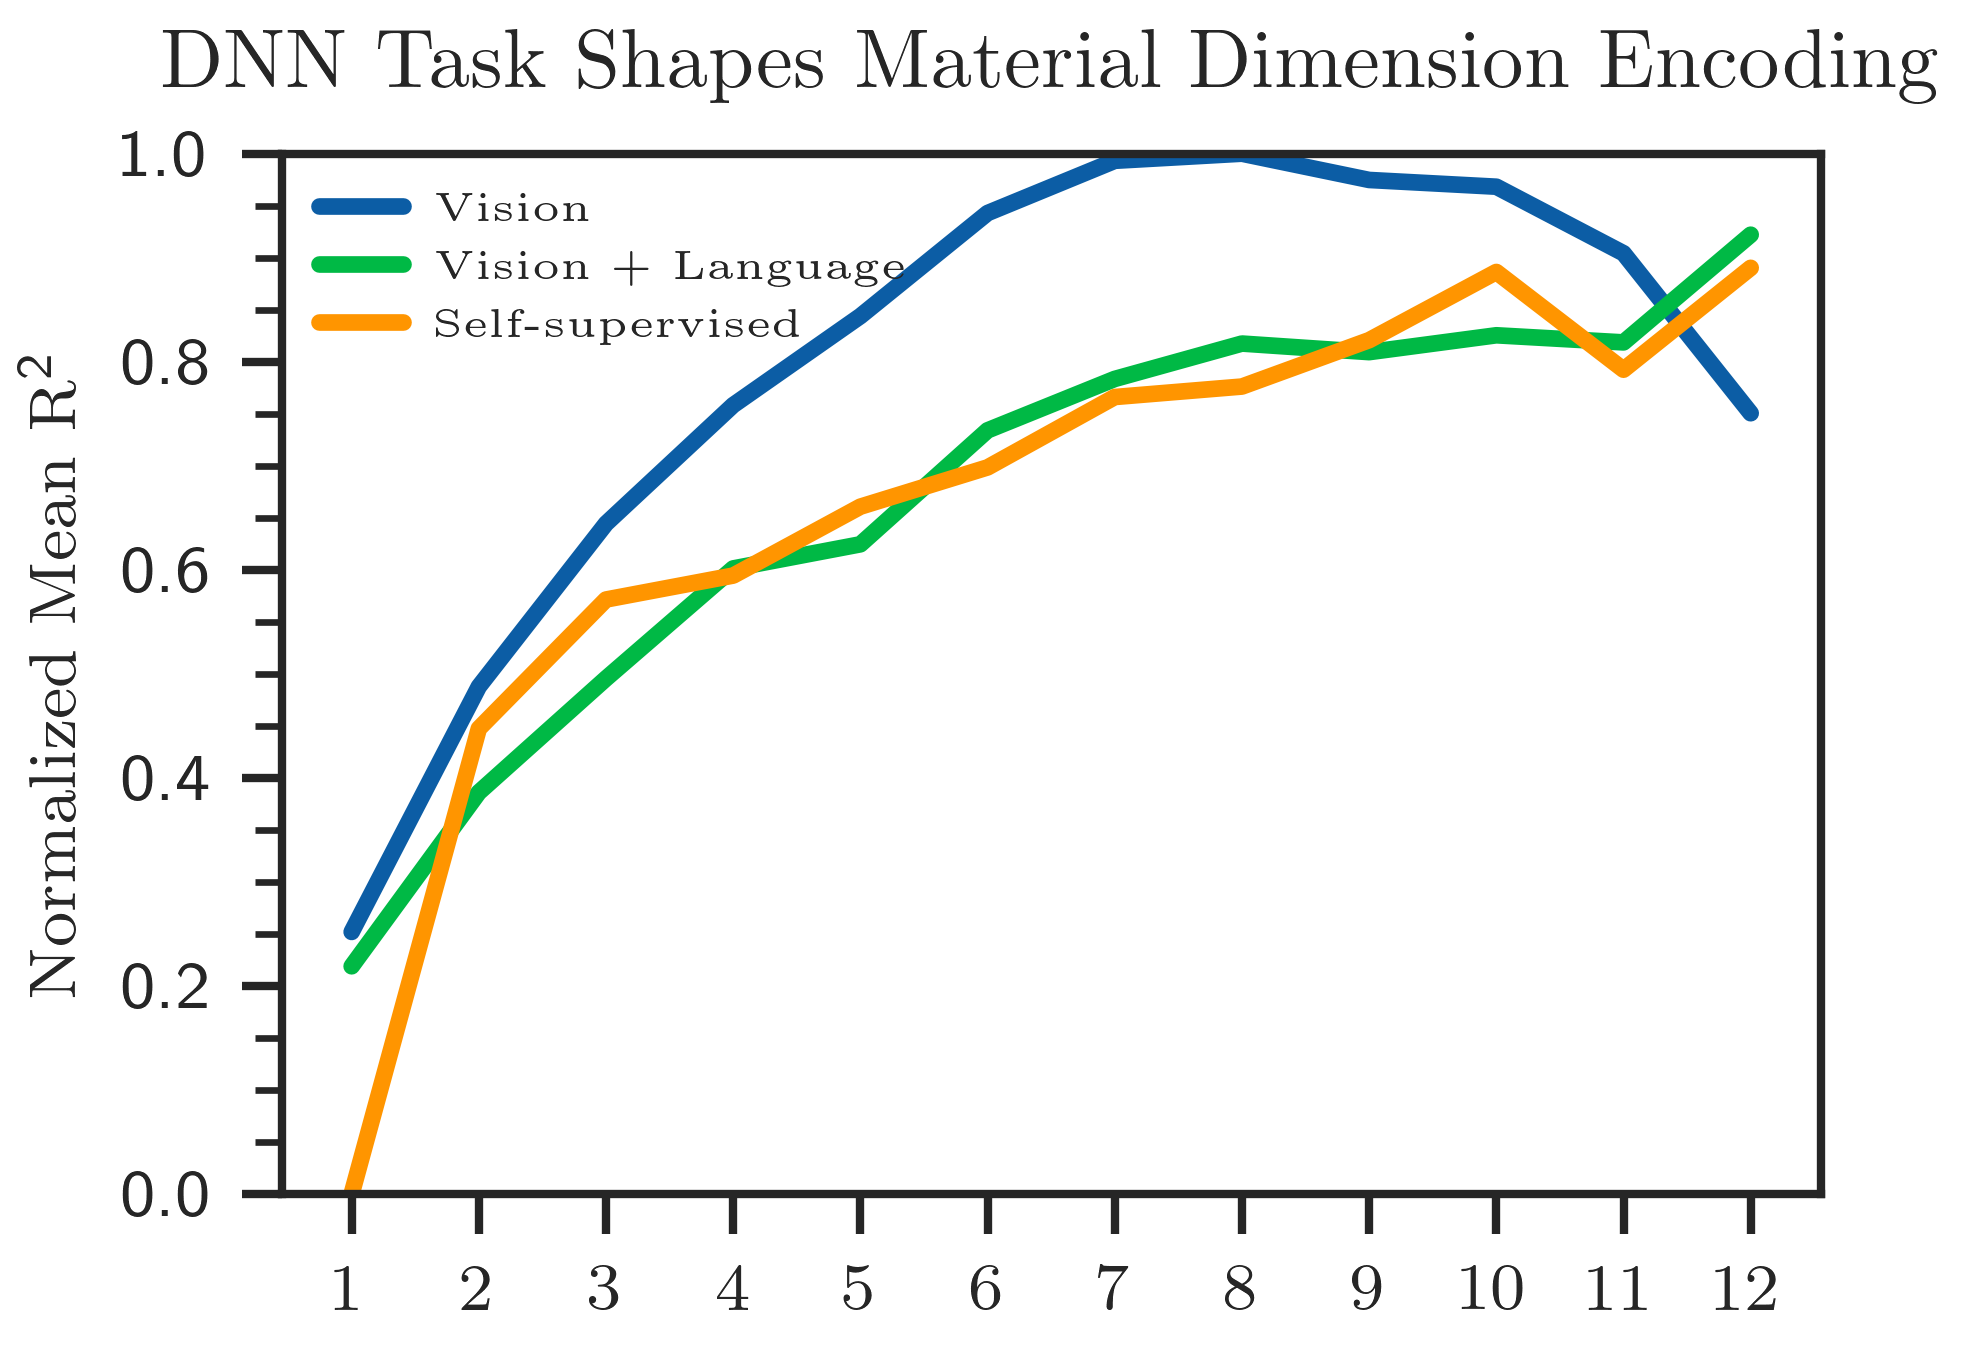 DNN Task Shapes Material Dimension Encoding
1.0
Vision
Vision + Language
Self-supervised
0.8
0.6
0.4
0.2
0.0
Normalized Mean R²
1 2 3 4 5 6 7 8 9 10 11 12